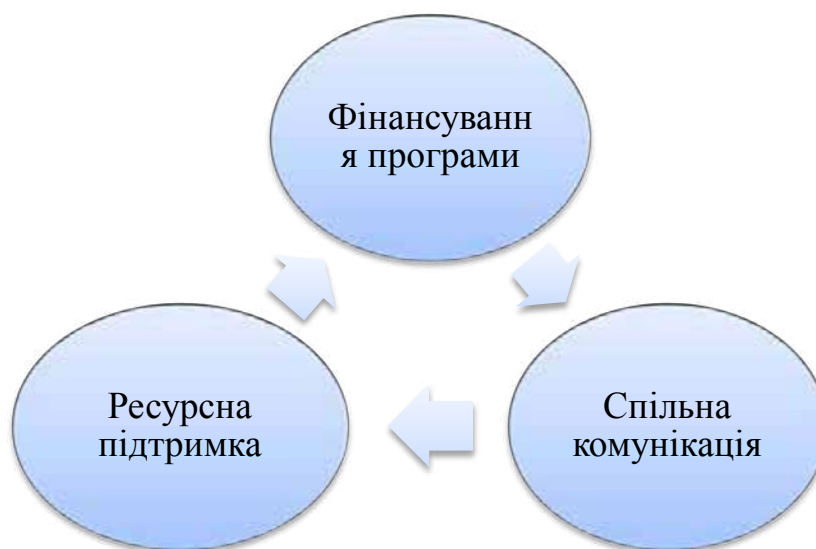 Фінансуванн
я програми
Ресурсна
підтримка
Спільна
комунікація